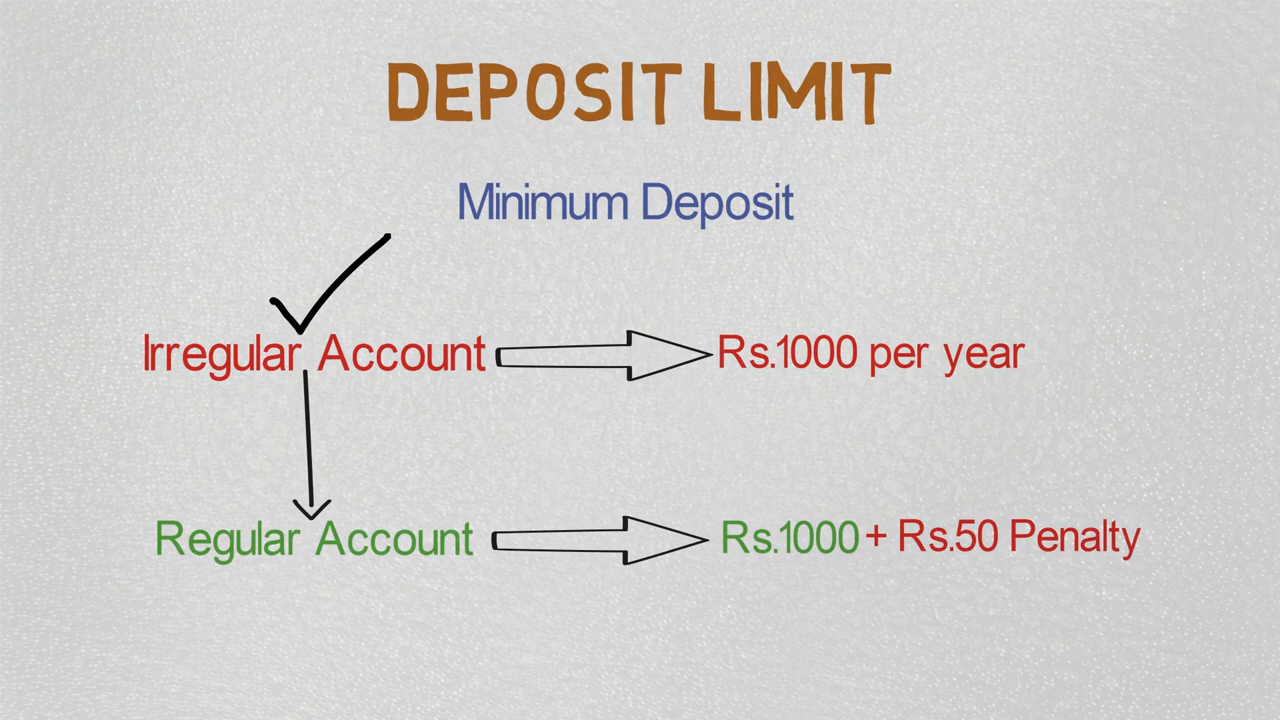 DEPOSIT LIMIT
Minimum Deposit
Irregular Account Rs.1000 per year
Regular Account Rs.1000 + Rs.50 Penalty